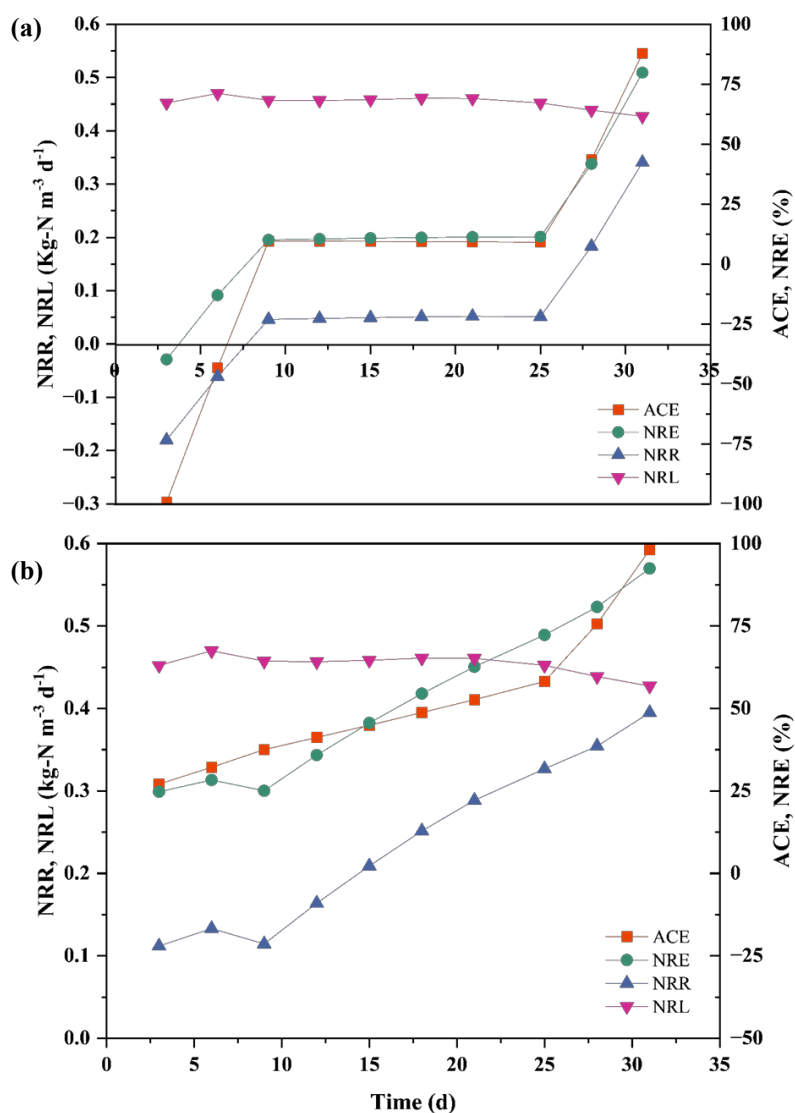 (a)
NRR, NRL (Kg-N m⁻³ d⁻¹)
0.6
0.5
0.4
0.3
0.2
0.1
0.0
−0.1
−0.2
−0.3
0 5 10 15 20 25 30 35
100
75
50
25
0
−25
−50
−75
−100
ACE, NRE (%)
ACE
NRE
NRR
NRL
(b)
NRR, NRL (kg-N m⁻³ d⁻¹)
0.6
0.5
0.4
0.3
0.2
0.1
0.0
0 5 10 15 20 25 30 35
Time (d)
100
75
50
25
0
−25
−50
ACE, NRE (%)
ACE
NRE
NRR
NRL